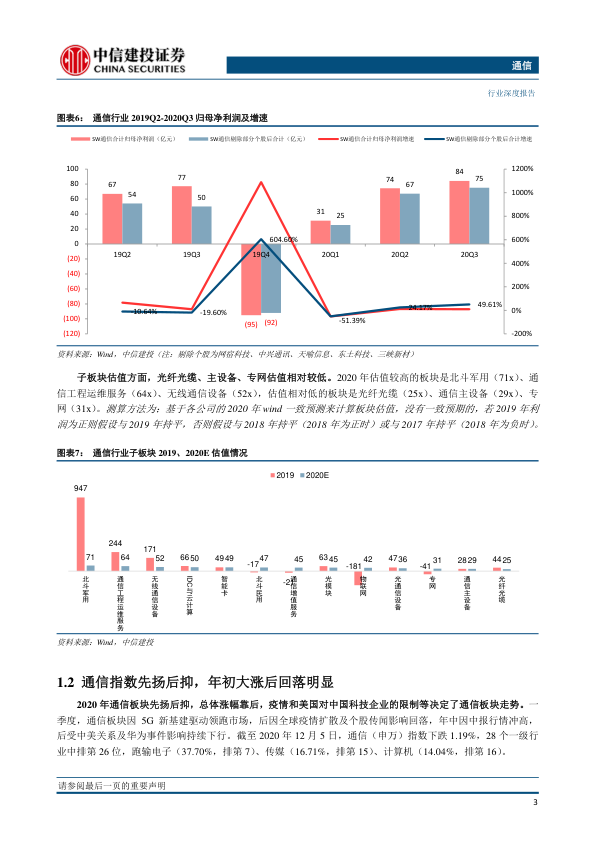 中信建投证券
CHINA SECURITIES
通信
行业深度报告
图表6： 通信行业 2019Q2-2020Q3 归母净利润及增速
SW通信合计归母净利润（亿元） SW通信剔除部分个股后合计（亿元） SW通信合计归母净利润增速 SW通信剔除部分个股后合计增速
100 80 60 40 20 0 (20) (40) (60) (80) (100) (120)
67 54 77 50 (95) (92) 31 25 74 67 84 75
19Q2 19Q3 19Q4 20Q1 20Q2 20Q3
-10.64% -19.60% 604.60% -51.39% 24.17% 49.61%
1200% 1000% 800% 600% 400% 200% 0% -200%
资料来源：Wind，中信建投（注：剔除个股为网宿科技、中兴通讯、天喻信息、东土科技、三峡新材）
子板块估值方面，光纤光缆、主设备、专网估值相对较低。2020 年估值较高的板块是北斗军用（71x）、通
信工程运维服务（64x）、无线通信设备（52x），估值相对低的板块是光纤光缆（25x）、通信主设备（29x）、专
网（31x）。测算方法为：基于各公司的 2020 年 wind 一致预测来计算板块估值，没有一致预期的，若 2019 年利
润为正则假设与 2019 年持平，否则假设与 2018 年持平（2018 年为正时）或与 2017 年持平（2018 年为负时）。
图表7： 通信行业子板块 2019、2020E 估值情况
2019 2020E
947 71 244 64 171 52 66 50 49 49 -17 47 -21 45 63 45 -181 42 47 36 -41 31 28 29 44 25
北斗军用 通信工程运维服务 无线通信设备 IDC与云计算 智能卡 北斗民用 通信增值服务 光模块 物联网 光通信设备 专网 通信主设备 光纤光缆
资料来源：Wind，中信建投
1.2 通信指数先扬后抑，年初大涨后回落明显
2020 年通信板块先扬后抑，总体涨幅靠后，疫情和美国对中国科技企业的限制等决定了通信板块走势。一
季度，通信板块因 5G 新基建驱动领跑市场，后因全球疫情扩散及个股传闻影响回落，年中因中报行情冲高，
后受中美关系及华为事件影响持续下行。截至 2020 年 12 月 5 日，通信（申万）指数下跌 1.19%，28 个一级行
业中排第 26 位，跑输电子（37.70%，排第 7）、传媒（16.71%，排第 15）、计算机（14.04%，排第 16）。
请参阅最后一页的重要声明
3